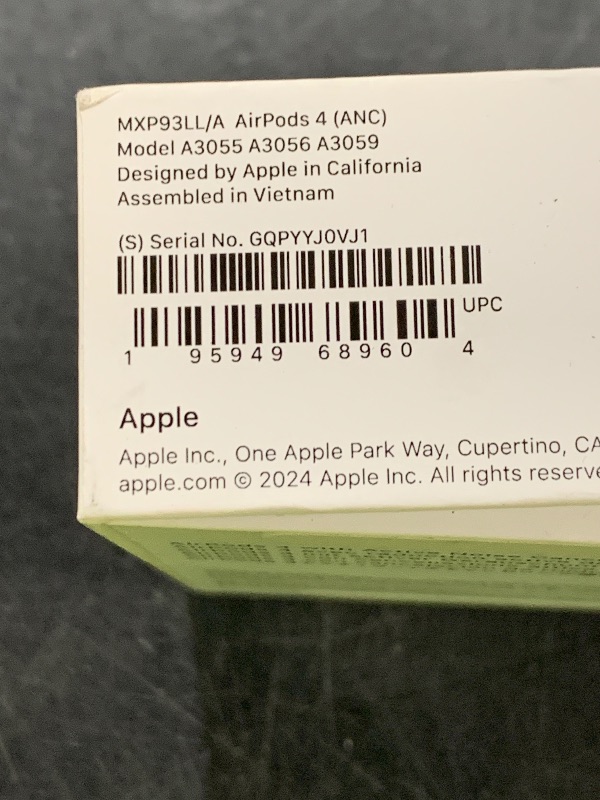 MXP93LL/A AirPods 4 (ANC)
Model A3055 A3056 A3059
Designed by Apple in California
Assembled in Vietnam
(S) Serial No. GQPYYJ0VJ1
UPC
1 95949 68960 4
Apple
Apple Inc., One Apple Park Way, Cupertino, CA
apple.com © 2024 Apple Inc. All rights reserve